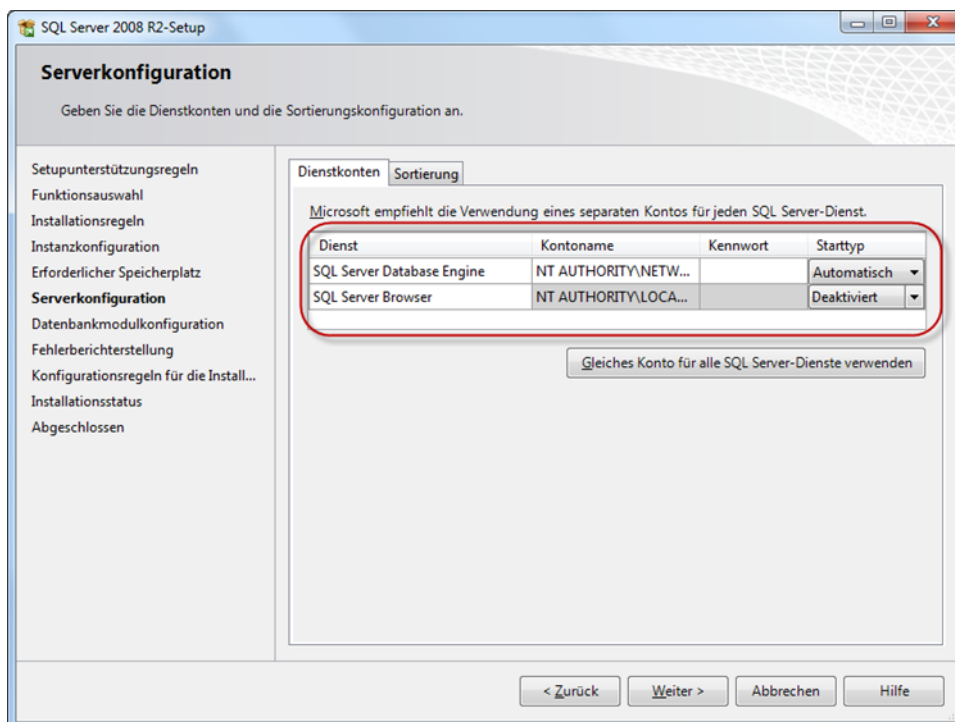 SQL Server 2008 R2-Setup
Serverkonfiguration
Geben Sie die Dienstkonten und die Sortierungskonfiguration an.
Setupunterstützungsregeln
Funktionsauswahl
Installationsregeln
Instanzkonfiguration
Erforderlicher Speicherplatz
Serverkonfiguration
Datenbankmodulkonfiguration
Fehlerberichterstellung
Konfigurationsregeln für die Install...
Installationsstatus
Abgeschlossen
Dienstkonten Sortierung
Microsoft empfiehlt die Verwendung eines separaten Kontos für jeden SQL Server-Dienst.
Dienst Kontoname Kennwort Starttyp
SQL Server Database Engine NT AUTHORITY\NETW... Automatisch
SQL Server Browser NT AUTHORITY\LOCA... Deaktiviert
Gleiches Konto für alle SQL Server-Dienste verwenden
< Zurück Weiter > Abbrechen Hilfe